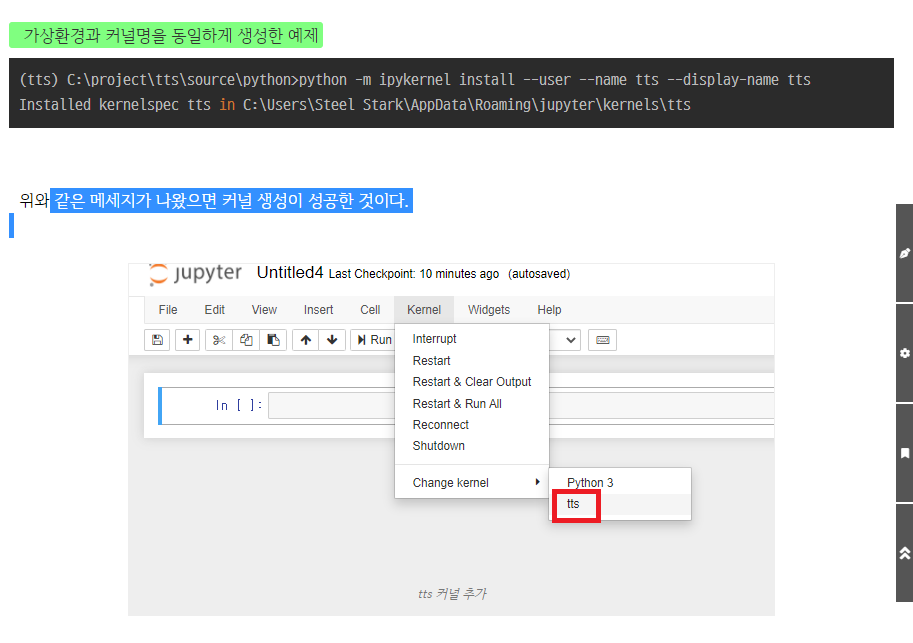 가상환경과 커널명을 동일하게 생성한 예제
(tts) C:\project\tts\source\python>python -m ipykernel install --user --name tts --display-name tts
Installed kernelspec tts in C:\Users\Steel Stark\AppData\Roaming\jupyter\kernels\tts
위와 같은 메세지가 나왔으면 커널 생성이 성공한 것이다.
jupyter Untitled4 Last Checkpoint: 10 minutes ago (autosaved)
File Edit View Insert Cell Kernel Widgets Help
Run
Interrupt
Restart
Restart & Clear Output
Restart & Run All
Reconnect
Shutdown
Change kernel
In [ ]:
Python 3
tts
tts 커널 추가